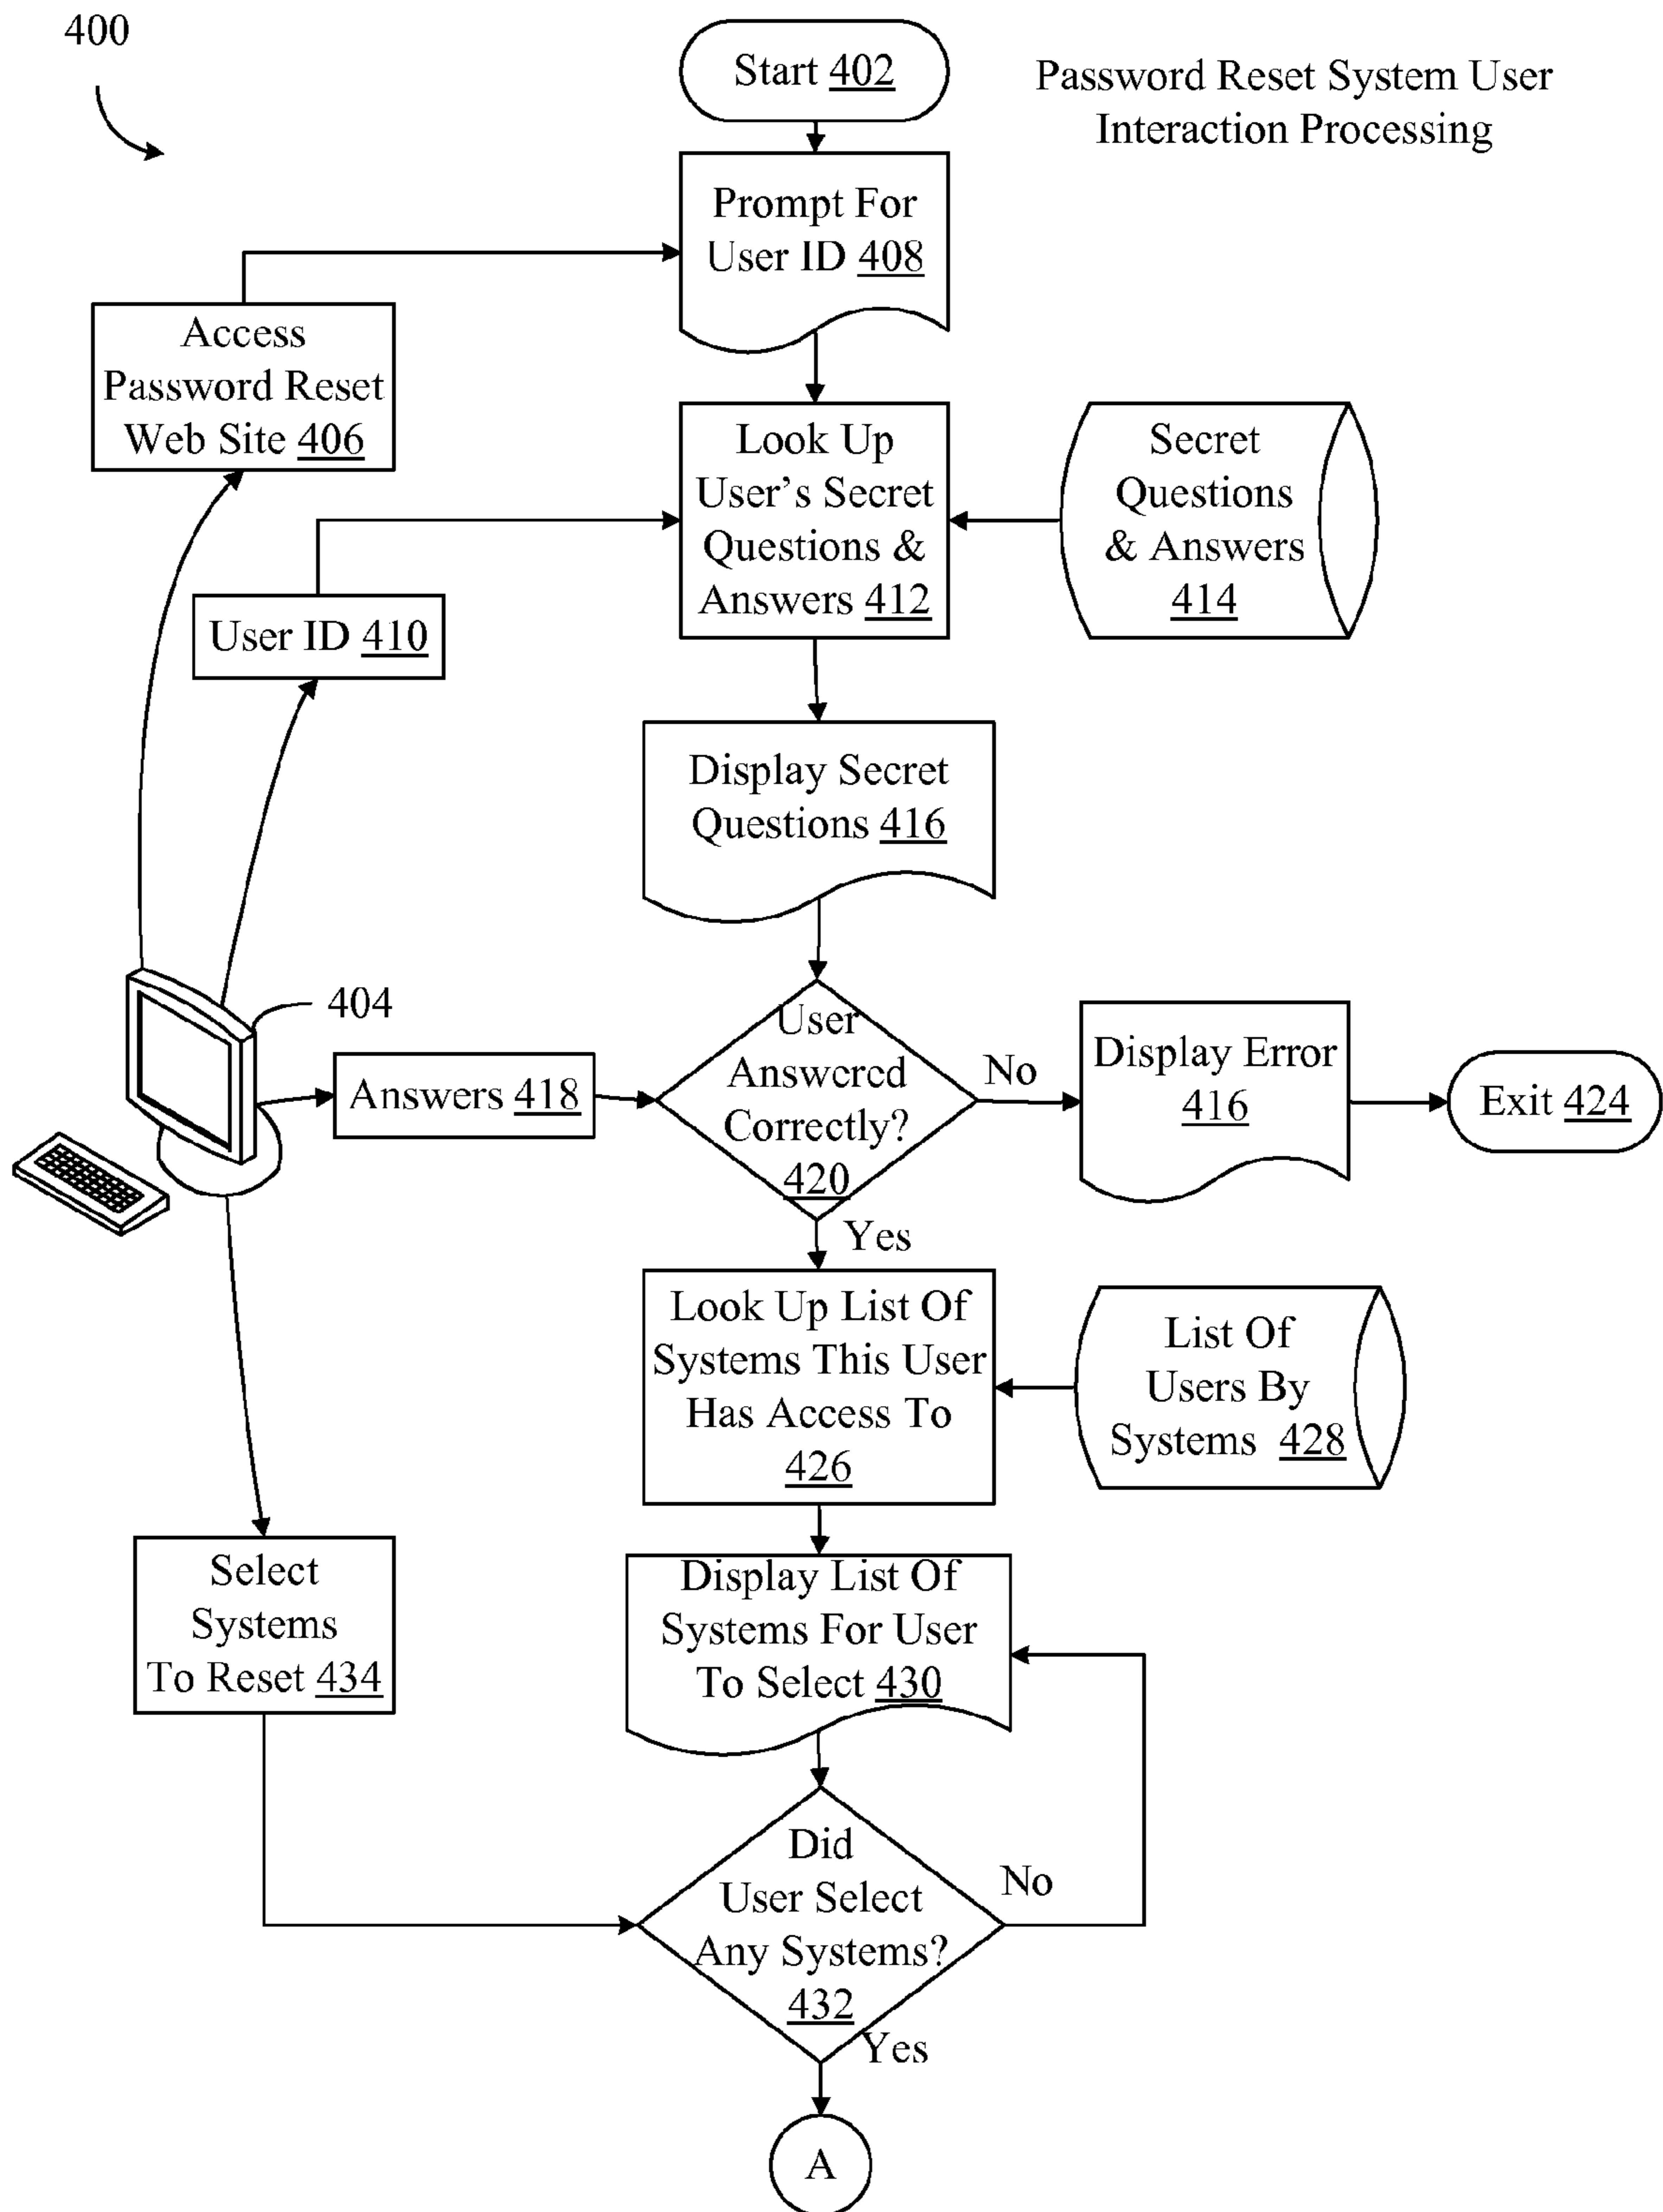 400
Start 402
Password Reset System User
Interaction Processing
Prompt For
User ID 408
Access
Password Reset
Web Site 406
Look Up
User's Secret
Questions &
Answers 412
Secret
Questions
& Answers
414
User ID 410
Display Secret
Questions 416
404
Answers 418
User
Answered
Correctly?
420
No
Display Error
416
Exit 424
Yes
Look Up List Of
Systems This User
Has Access To
426
List Of
Users By
Systems 428
Select
Systems
To Reset 434
Display List Of
Systems For User
To Select 430
Did
User Select
Any Systems?
432
No
Yes
A